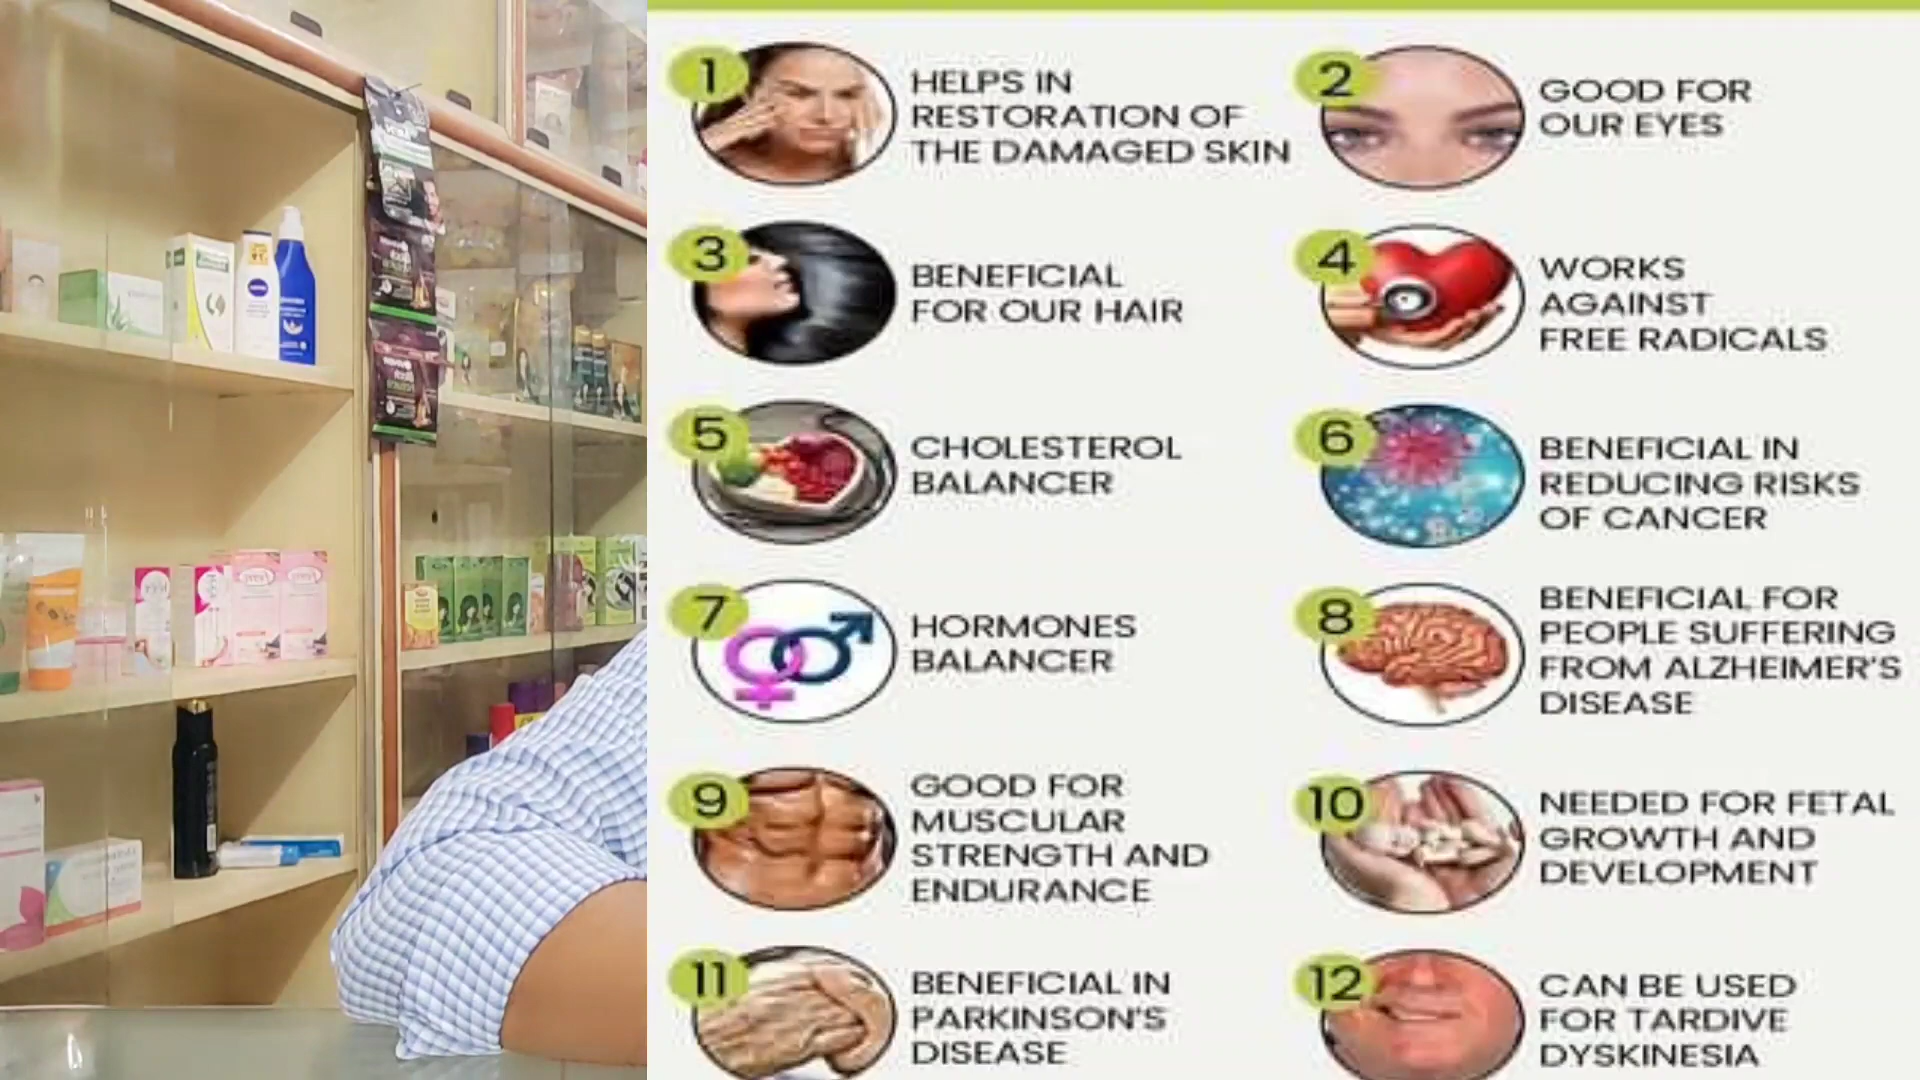 1
HELPS IN
RESTORATION OF
THE DAMAGED SKIN
2
GOOD FOR
OUR EYES
3
BENEFICIAL
FOR OUR HAIR
4
WORKS
AGAINST
FREE RADICALS
5
CHOLESTEROL
BALANCER
6
BENEFICIAL IN
REDUCING RISKS
OF CANCER
7
HORMONES
BALANCER
8
BENEFICIAL FOR
PEOPLE SUFFERING
FROM ALZHEIMER'S
DISEASE
9
GOOD FOR
MUSCULAR
STRENGTH AND
ENDURANCE
10
NEEDED FOR FETAL
GROWTH AND
DEVELOPMENT
11
BENEFICIAL IN
PARKINSON'S
DISEASE
12
CAN BE USED
FOR TARDIVE
DYSKINESIA